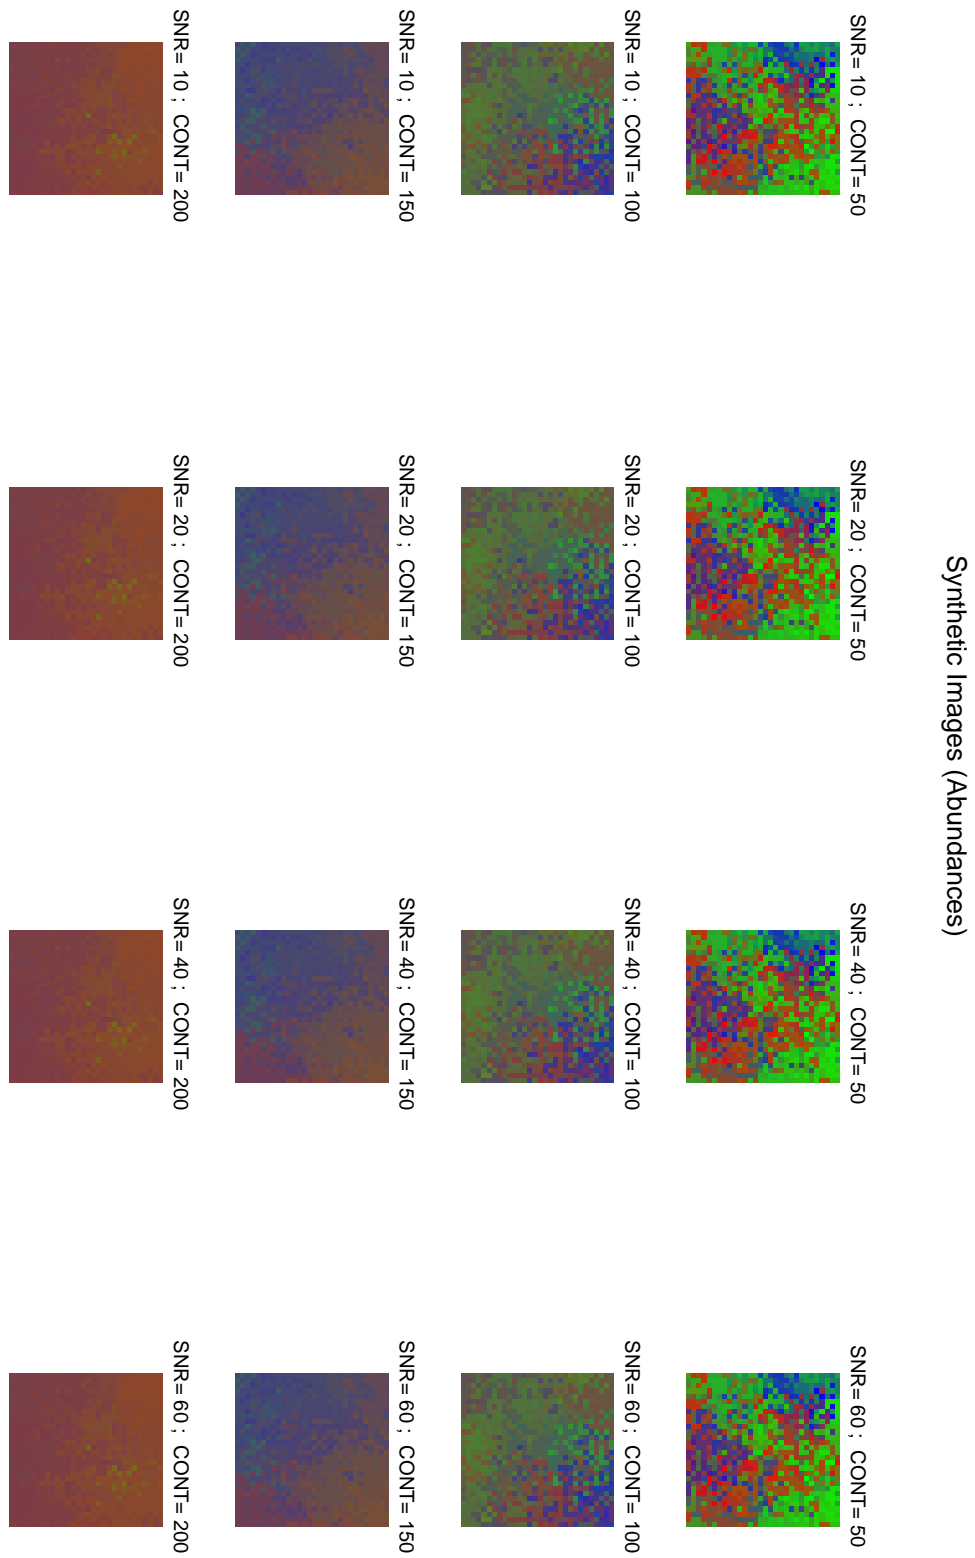 Synthetic Images (Abundances)
SNR= 10 ; CONT= 50
SNR= 20 ; CONT= 50
SNR= 40 ; CONT= 50
SNR= 60 ; CONT= 50
SNR= 10 ; CONT= 100
SNR= 20 ; CONT= 100
SNR= 40 ; CONT= 100
SNR= 60 ; CONT= 100
SNR= 10 ; CONT= 150
SNR= 20 ; CONT= 150
SNR= 40 ; CONT= 150
SNR= 60 ; CONT= 150
SNR= 10 ; CONT= 200
SNR= 20 ; CONT= 200
SNR= 40 ; CONT= 200
SNR= 60 ; CONT= 200